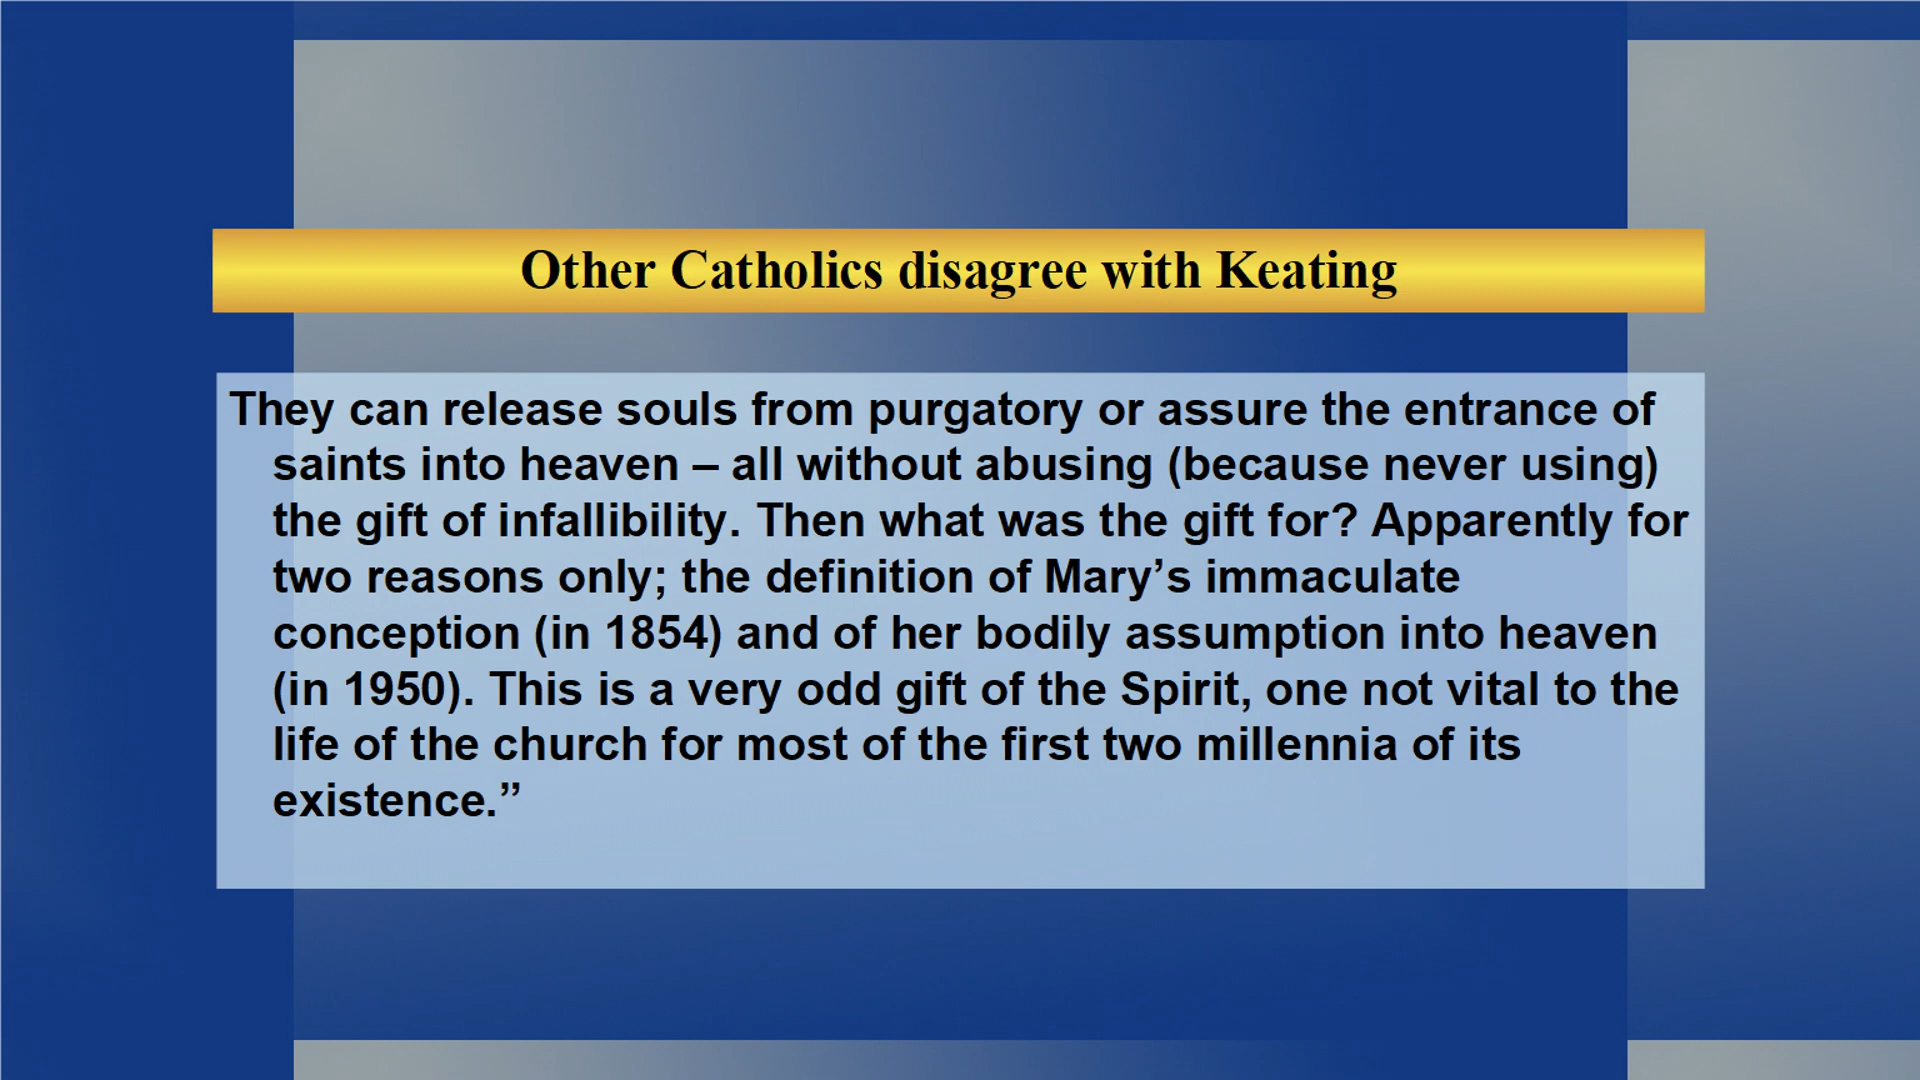 Other Catholics disagree with Keating
They can release souls from purgatory or assure the entrance of
saints into heaven – all without abusing (because never using)
the gift of infallibility. Then what was the gift for? Apparently for
two reasons only; the definition of Mary’s immaculate
conception (in 1854) and of her bodily assumption into heaven
(in 1950). This is a very odd gift of the Spirit, one not vital to the
life of the church for most of the first two millennia of its
existence.”